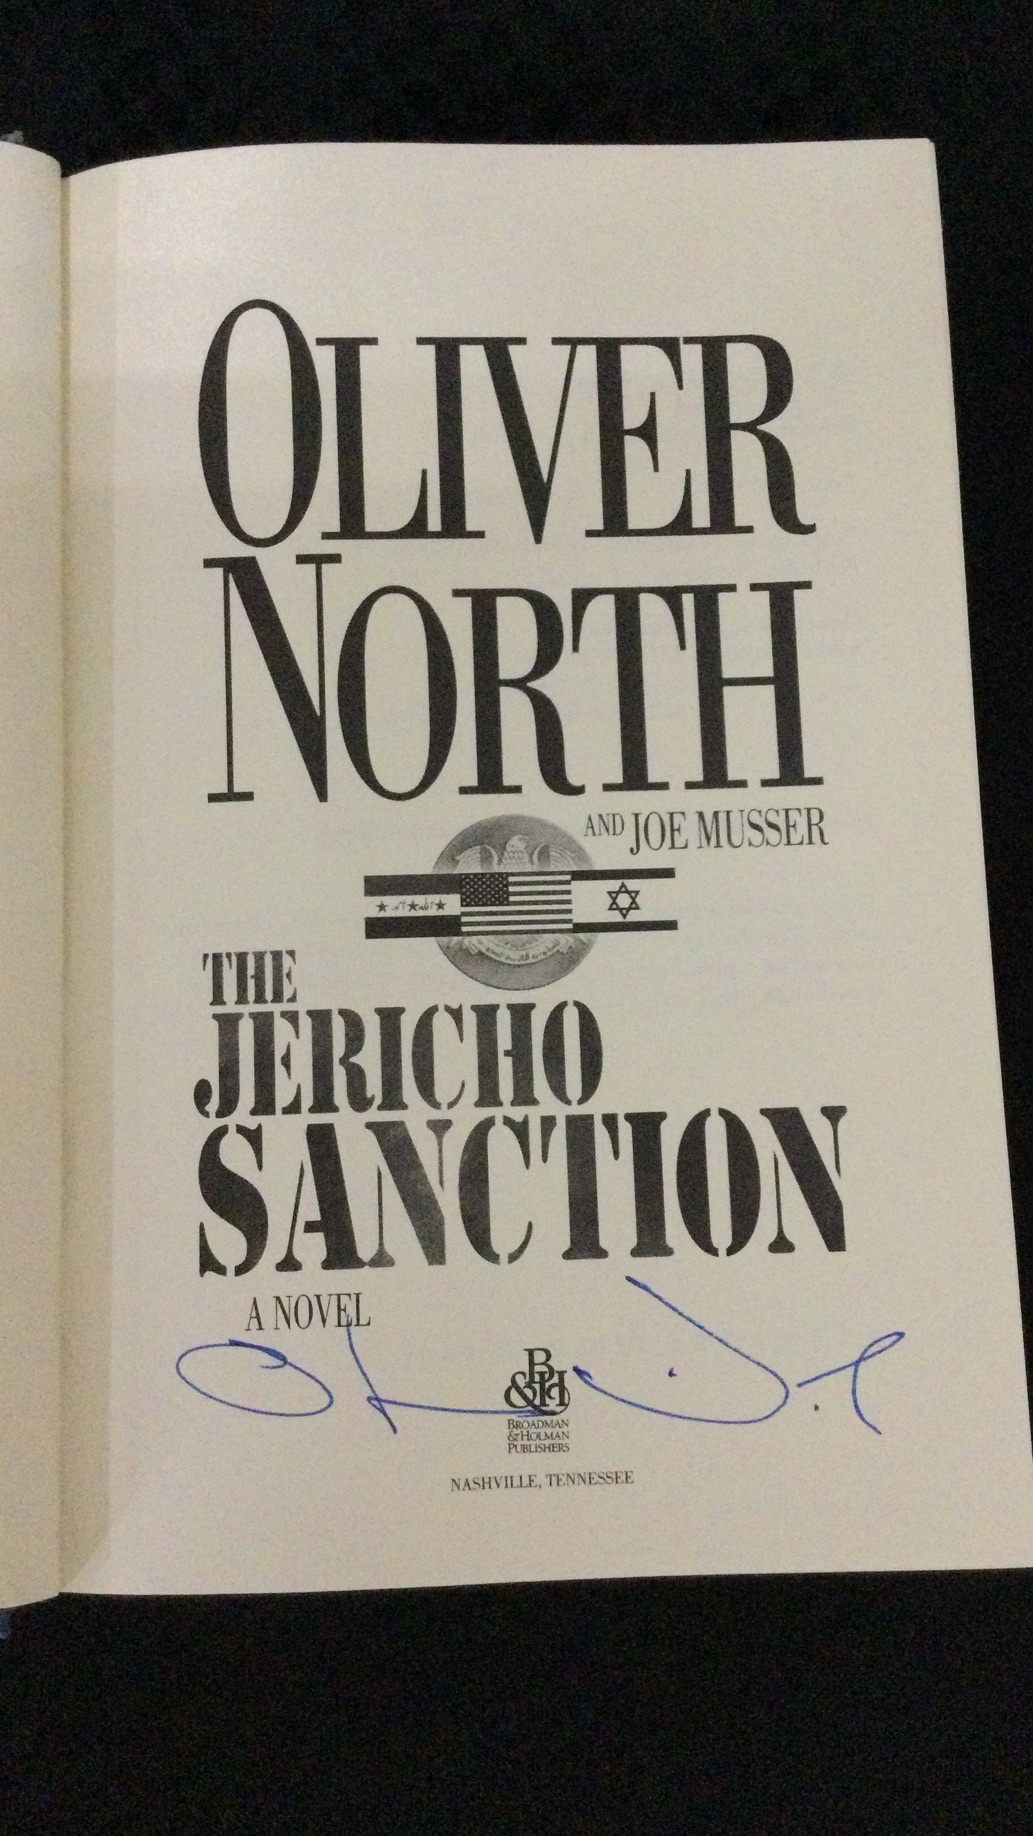 OLIVER
NORTH
AND JOE MUSSER
THE
JERICHO
SANCTION
A NOVEL
B
&H
BROADMAN
& HOLMAN
PUBLISHERS
NASHVILLE, TENNESSEE